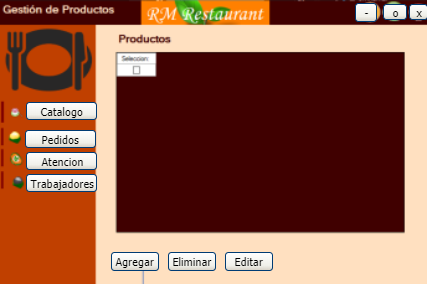 Gestión de Productos
RM Restaurant
- o x
Productos
Seleccion
Catalogo
Pedidos
Atencion
Trabajadores
Agregar Eliminar Editar